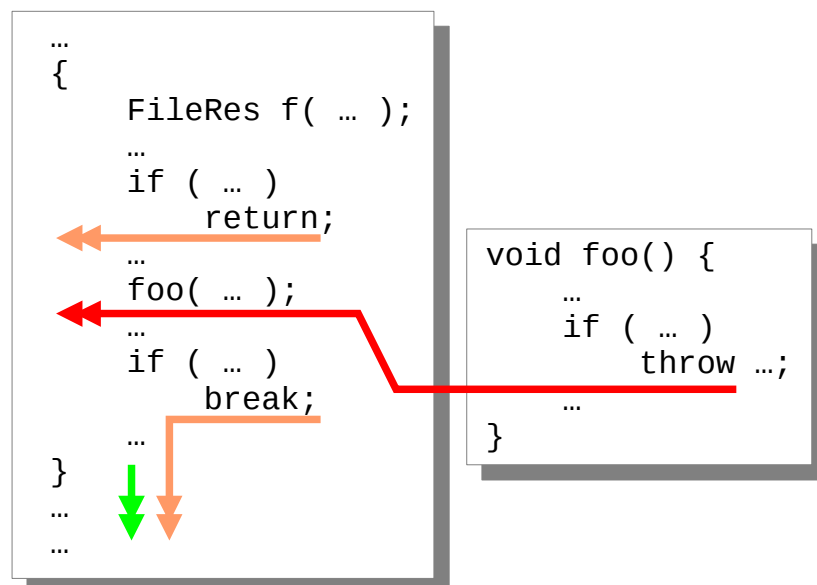 …
{
    FileRes f( … );
    …
    if ( … )
        return;
    …
    foo( … );
    …
    if ( … )
        break;
    …
}
…
…
void foo() {
    …
    if ( … )
        throw …;
    …
}